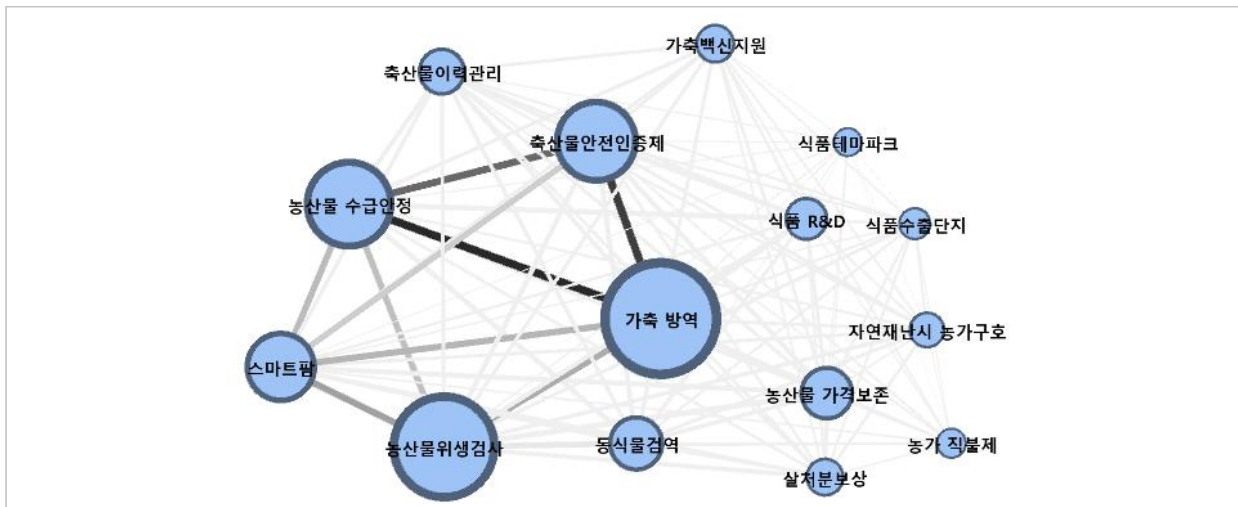 가축백신지원
축산물이력관리
축산물안전인증제
식품테마파크
농산물 수급안정
식품 R&D
식품수출단지
가축 방역
자연재난시 농가구호
스마트팜
농산물 가격보존
농산물위생검사
동식물검역
농가 직불제
살처분보상